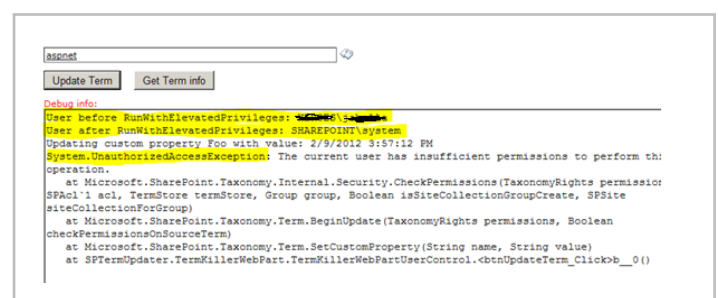 aspnet
Update Term Get Term info
Debug info:
User before RunWithElevatedPrivileges:
User after RunWithElevatedPrivileges: SHAREPOINT\system
Updating custom property Foo with value: 2/9/2012 3:57:12 PM
System.UnauthorizedAccessException: The current user has insufficient permissions to perform thi
operation.
at Microsoft.SharePoint.Taxonomy.Internal.Security.CheckPermissions(TaxonomyRights permission
SPAcl`1 acl, TermStore termStore, Group group, Boolean isSiteCollectionGroupCreate, SPSite
siteCollectionForGroup)
at Microsoft.SharePoint.Taxonomy.Term.BeginUpdate(TaxonomyRights permissions, Boolean
checkPermissionsOnSourceTerm)
at Microsoft.SharePoint.Taxonomy.Term.SetCustomProperty(String name, String value)
at SPTermUpdater.TermKillerWebPart.TermKillerWebPartUserControl.<btnUpdateTerm_Click>b__0()